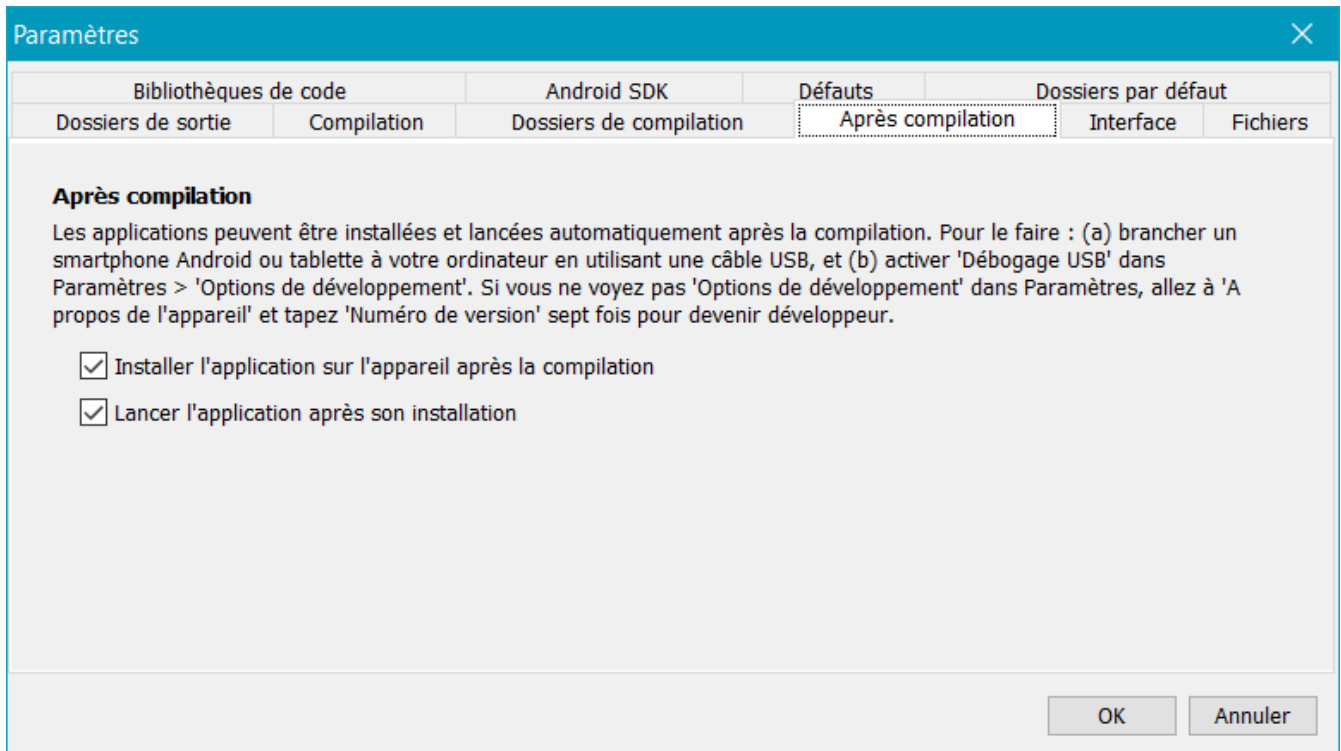 Paramètres
Bibliothèques de code Android SDK Défauts Dossiers par défaut
Dossiers de sortie Compilation Dossiers de compilation Après compilation Interface Fichiers
Après compilation
Les applications peuvent être installées et lancées automatiquement après la compilation. Pour le faire : (a) brancher un
smartphone Android ou tablette à votre ordinateur en utilisant une câble USB, et (b) activer 'Débogage USB' dans
Paramètres > 'Options de développement'. Si vous ne voyez pas 'Options de développement' dans Paramètres, allez à 'A
propos de l'appareil' et tapez 'Numéro de version' sept fois pour devenir développeur.
Installer l'application sur l'appareil après la compilation
Lancer l'application après son installation
OK Annuler